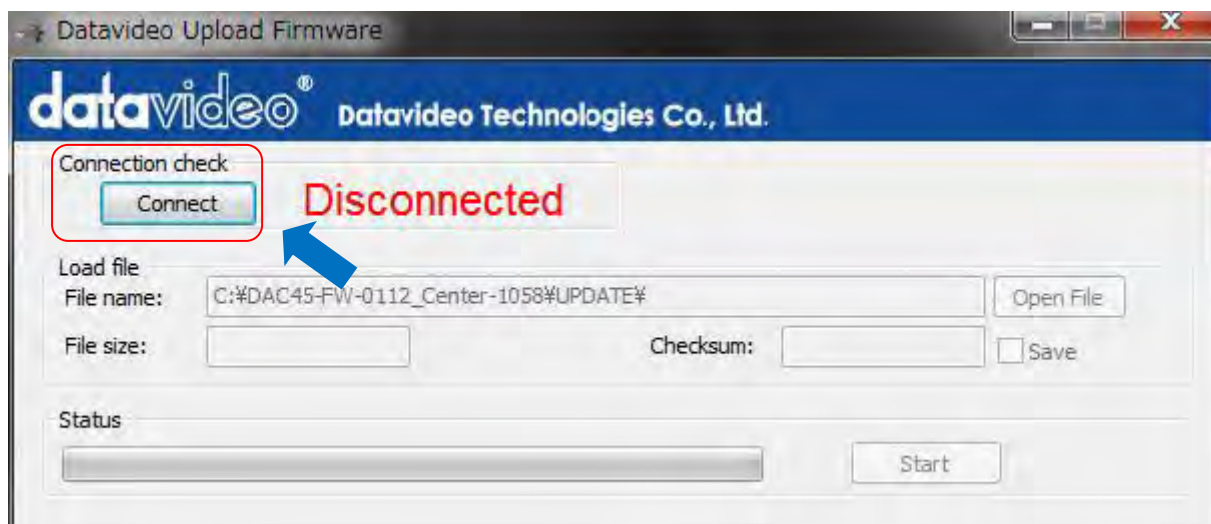 Datavideo Upload Firmware
datavideo® Datavideo Technologies Co., Ltd.
Connection check
Connect Disconnected
Load file
File name: C:¥DAC45-FW-0112_Center-1058¥UPDATE¥ Open File
File size: Checksum: Save
Status
Start